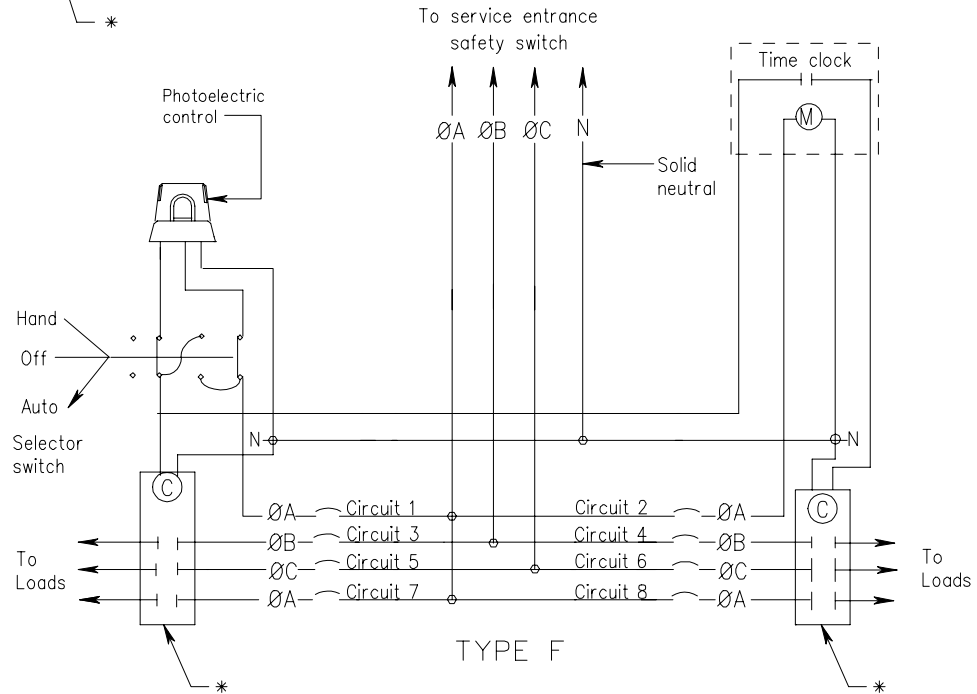 *
To service entrance
safety switch
Time clock
Photoelectric
control
M
ØA ØB ØC N
Solid
neutral
Hand
Off
Auto
Selector
switch
N
N
C
C
ØA Circuit 1 Circuit 2 ØA
ØB Circuit 3 Circuit 4 ØB
ØC Circuit 5 Circuit 6 ØC
ØA Circuit 7 Circuit 8 ØA
To
Loads
To
Loads
TYPE F
*
*